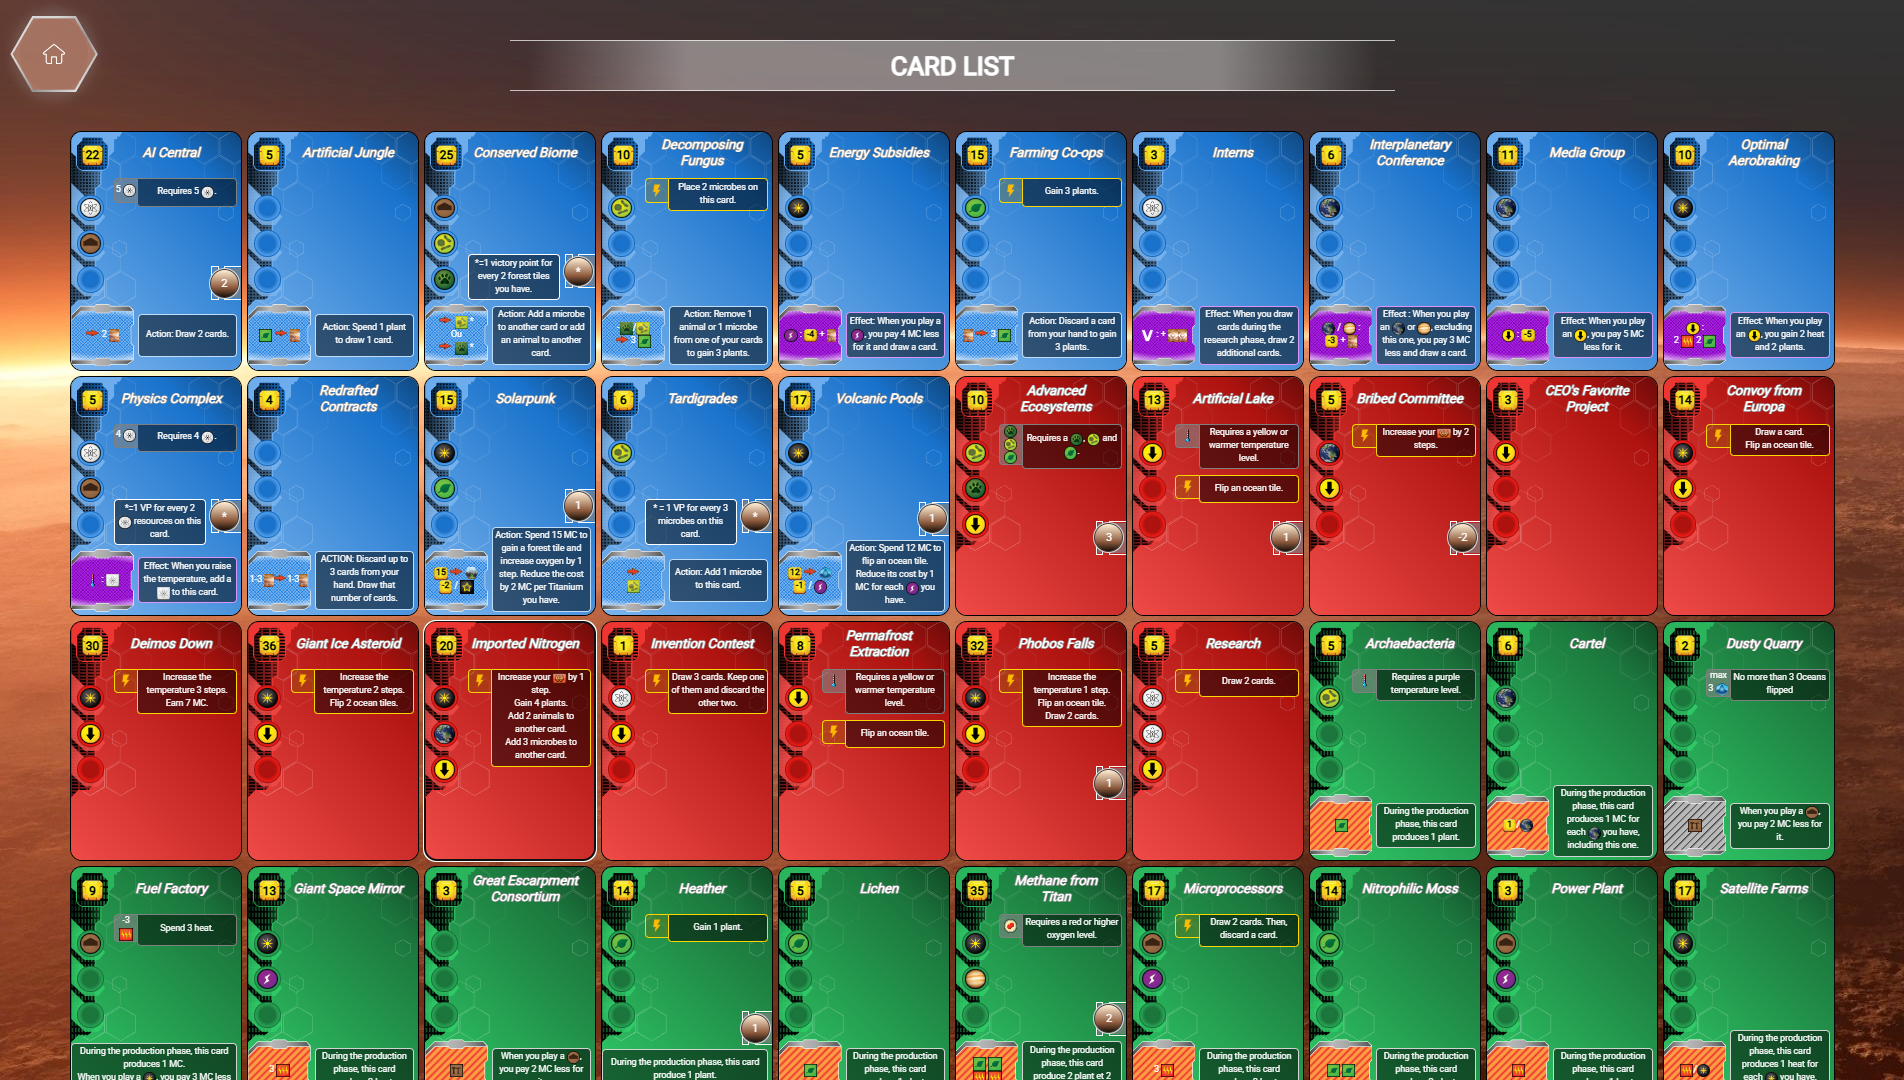 CARD LIST
22
AI Central
5
Requires 5 .
2
2
Action: Draw 2 cards.
5
Artificial Jungle
Action: Spend 1 plant
to draw 1 card.
25
Conserved Biome
*=1 victory point for
every 2 forest tiles
you have.
*
*
Ou
*
Action: Add a microbe
to another card or add
an animal to another
card.
10
Decomposing
Fungus
Place 2 microbes on
this card.
3
Action: Remove 1
animal or 1 microbe
from one of your cards
to gain 3 plants.
5
Energy Subsidies
: -4 +
Effect: When you play a
, you pay 4 MC less
for it and draw a card.
15
Farming Co-ops
Gain 3 plants.
3
Action: Discard a card
from your hand to gain
3 plants.
3
Interns
V : +
Effect: When you draw
cards during the
research phase, draw 2
additional cards.
6
Interplanetary
Conference
/ :
-3 +
Effect : When you play
an or , excluding
this one, you pay 3 MC
less and draw a card.
11
Media Group
: -5
Effect: When you play
an , you pay 5 MC
less for it.
10
Optimal
Aerobraking
:
2 2
Effect: When you play
an , you gain 2 heat
and 2 plants.
5
Physics Complex
4
Requires 4 .
*=1 VP for every 2
resources on this
card.
*
:
Effect: When you raise
the temperature, add a
to this card.
4
Redrafted
Contracts
1-3 1-3
ACTION: Discard up to
3 cards from your
hand. Draw that
number of cards.
15
Solarpunk
1
15
-2 /
Action: Spend 15 MC to
gain a forest tile and
increase oxygen by 1
step. Reduce the cost
by 2 MC per Titanium
you have.
6
Tardigrades
* = 1 VP for every 3
microbes on this
card.
*
Action: Add 1 microbe
to this card.
17
Volcanic Pools
1
12
-1 /
Action: Spend 12 MC to
flip an ocean tile.
Reduce its cost by 1
MC for each you
have.
10
Advanced
Ecosystems
Requires a , and
.
3
13
Artificial Lake
Requires a yellow or
warmer temperature
level.
Flip an ocean tile.
1
5
Bribed Committee
Increase your by 2
steps.
-2
3
CEO's Favorite
Project
14
Convoy from
Europa
Draw a card.
Flip an ocean tile.
30
Deimos Down
Increase the
temperature 3 steps.
Earn 7 MC.
36
Giant Ice Asteroid
Increase the
temperature 2 steps.
Flip 2 ocean tiles.
20
Imported Nitrogen
Increase your by 1
step.
Gain 4 plants.
Add 2 animals to
another card.
Add 3 microbes to
another card.
1
Invention Contest
Draw 3 cards. Keep one
of them and discard the
other two.
8
Permafrost
Extraction
Requires a yellow or
warmer temperature
level.
Flip an ocean tile.
32
Phobos Falls
Increase the
temperature 1 step.
Flip an ocean tile.
Draw 2 cards.
1
5
Research
Draw 2 cards.
5
Archaebacteria
Requires a purple
temperature level.
During the production
phase, this card
produces 1 plant.
6
Cartel
1 /
During the production
phase, this card
produces 1 MC for
each you have,
including this one.
2
Dusty Quarry
max
3
No more than 3 Oceans
flipped
When you play a ,
you pay 2 MC less for
it.
9
Fuel Factory
-3
Spend 3 heat.
During the production phase, this card
produces 1 MC.
When you play a , you pay 3 MC less
13
Giant Space Mirror
3
During the production
phase, this card
3
Great Escarpment
Consortium
When you play a ,
you pay 2 MC less for
14
Heather
Gain 1 plant.
1
During the production phase, this card
produces 1 plant.
5
Lichen
During the production
phase, this card
35
Methane from
Titan
Requires a red or higher
oxygen level.
2
During the production
phase, this card
produce 2 plant et 2
17
Microprocessors
Draw 2 cards. Then,
discard a card.
3
During the production
phase, this card
14
Nitrophilic Moss
During the production
phase, this card
3
Power Plant
During the production
phase, this card
17
Satellite Farms
/
During the production
phase, this card
produces 1 heat for
each you have.